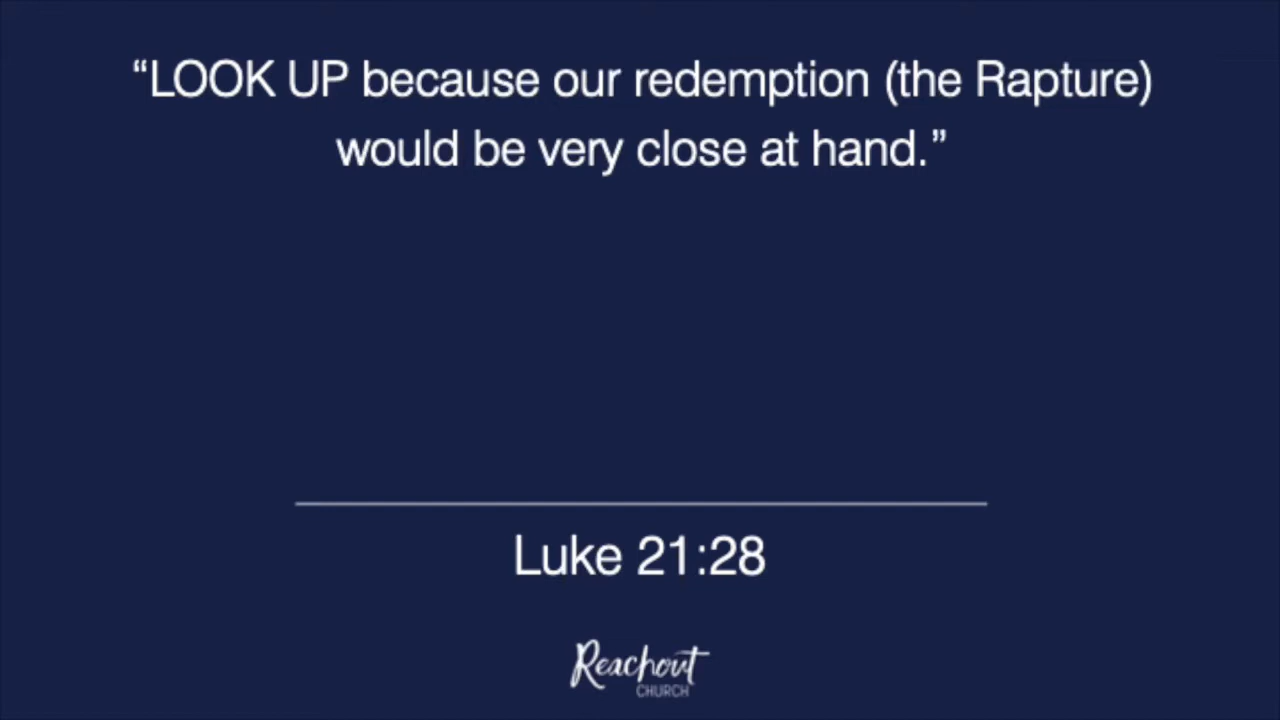 “LOOK UP because our redemption (the Rapture)
would be very close at hand.”
Luke 21:28
Reachout
CHURCH